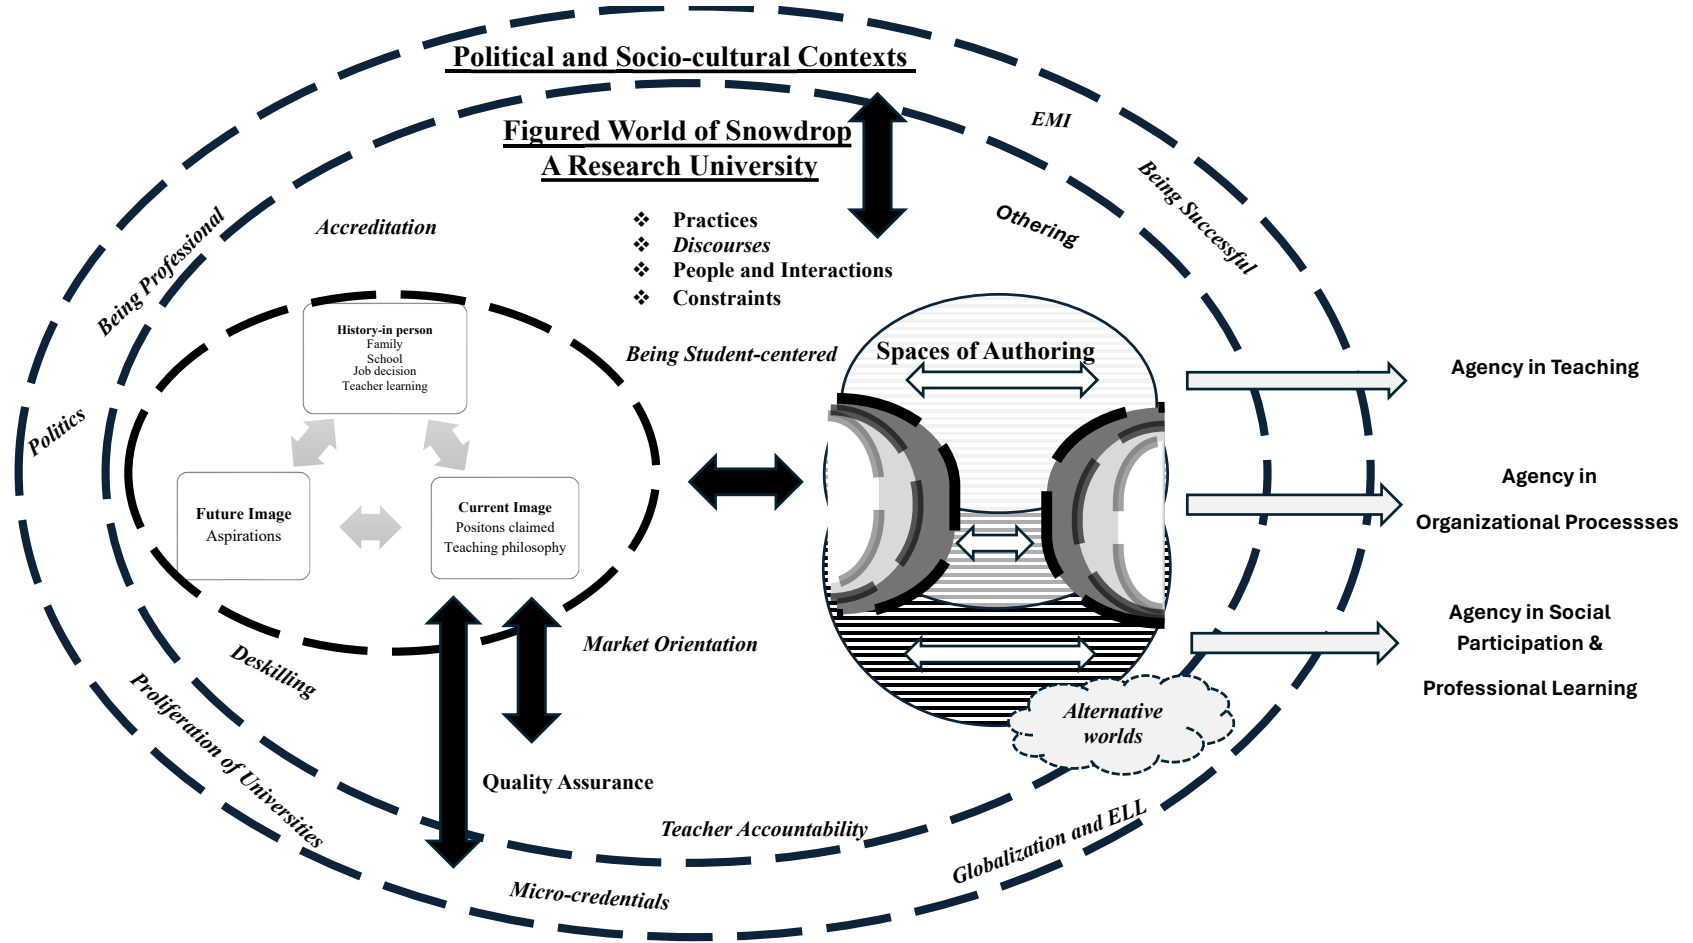 Political and Socio-cultural Contexts
Figured World of Snowdrop
A Research University
❖ Practices
❖ Discourses
❖ People and Interactions
❖ Constraints
EMI
Being Successful
Othering
Accreditation
Being Professional
Politics
History-in person
Family
School
Job decision
Teacher learning
Future Image
Aspirations
Current Image
Positons claimed
Teaching philosophy
Being Student-centered
Spaces of Authoring
Agency in Teaching
Agency in
Organizational Processses
Agency in Social
Participation &
Professional Learning
Alternative
worlds
Market Orientation
Deskilling
Proliferation of Universities
Quality Assurance
Teacher Accountability
Micro-credentials
Globalization and ELL